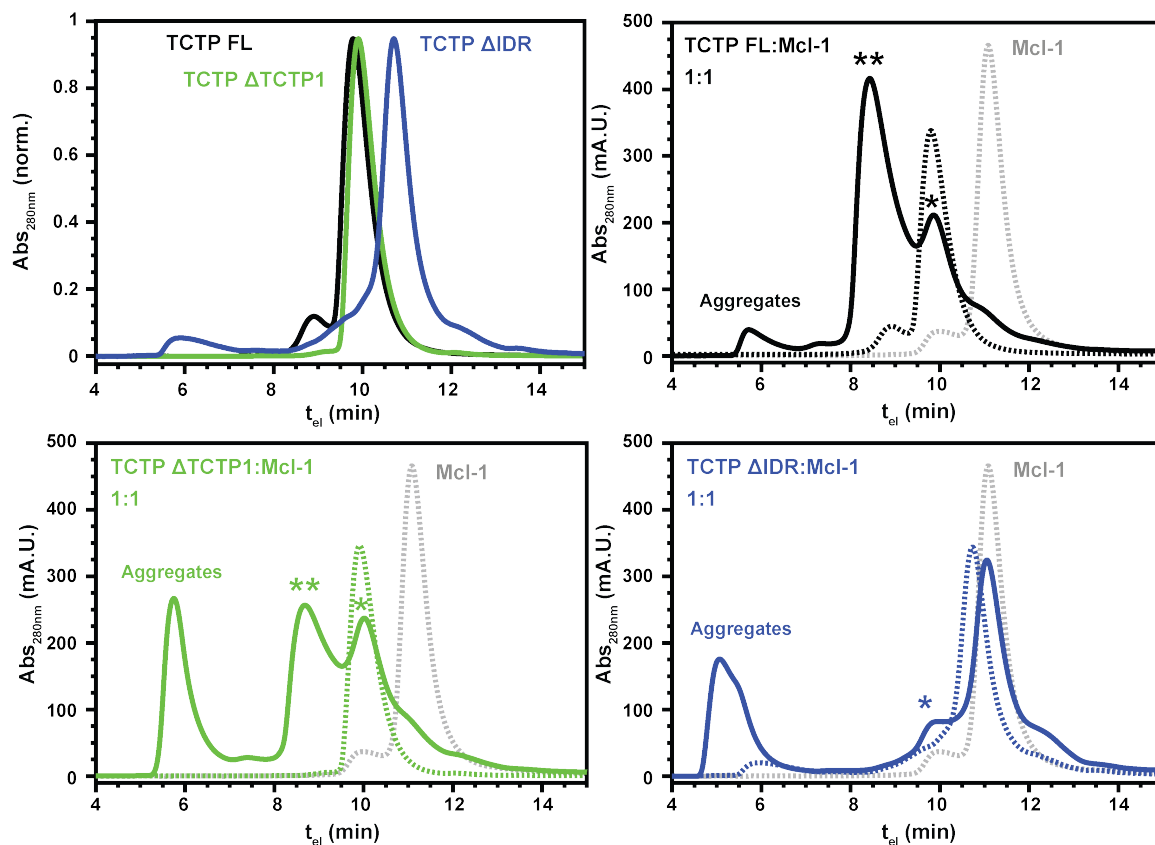 TCTP FL
TCTP ΔTCTP1
TCTP ΔIDR
Abs280nm (norm.)
1
0.8
0.6
0.4
0.2
0
4 6 8 10 12 14
tel (min)
TCTP FL:Mcl-1
1:1
Mcl-1
**
*
Aggregates
Abs280nm (mA.U.)
500
400
300
200
100
0
4 6 8 10 12 14
tel (min)
TCTP ΔTCTP1:Mcl-1
1:1
Mcl-1
Aggregates
**
*
Abs280nm (mA.U.)
500
400
300
200
100
0
4 6 8 10 12 14
tel (min)
TCTP ΔIDR:Mcl-1
1:1
Mcl-1
Aggregates
*
Abs280nm (mA.U.)
500
400
300
200
100
0
4 6 8 10 12 14
tel (min)